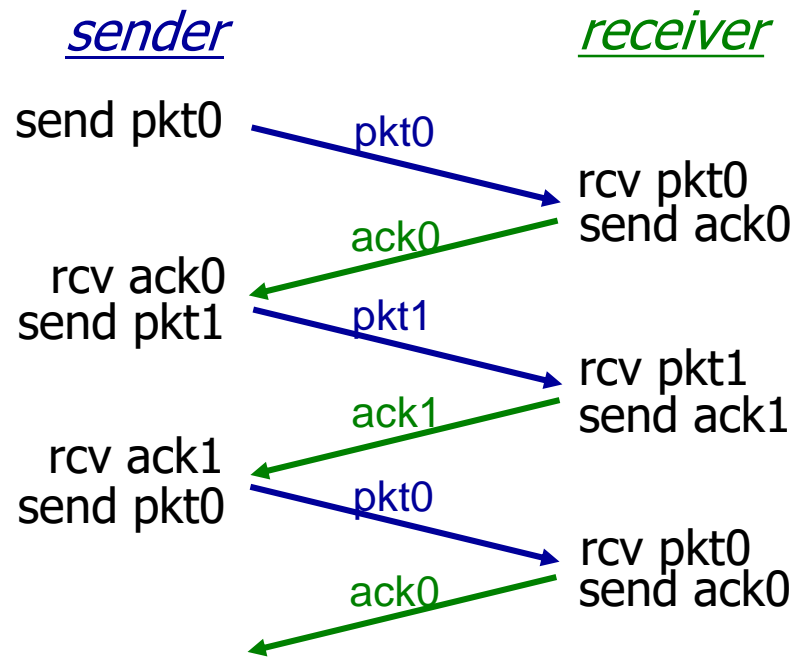 sender
receiver
send pkt0
pkt0
rcv pkt0
send ack0
ack0
rcv ack0
send pkt1
pkt1
rcv pkt1
send ack1
ack1
rcv ack1
send pkt0
pkt0
rcv pkt0
send ack0
ack0